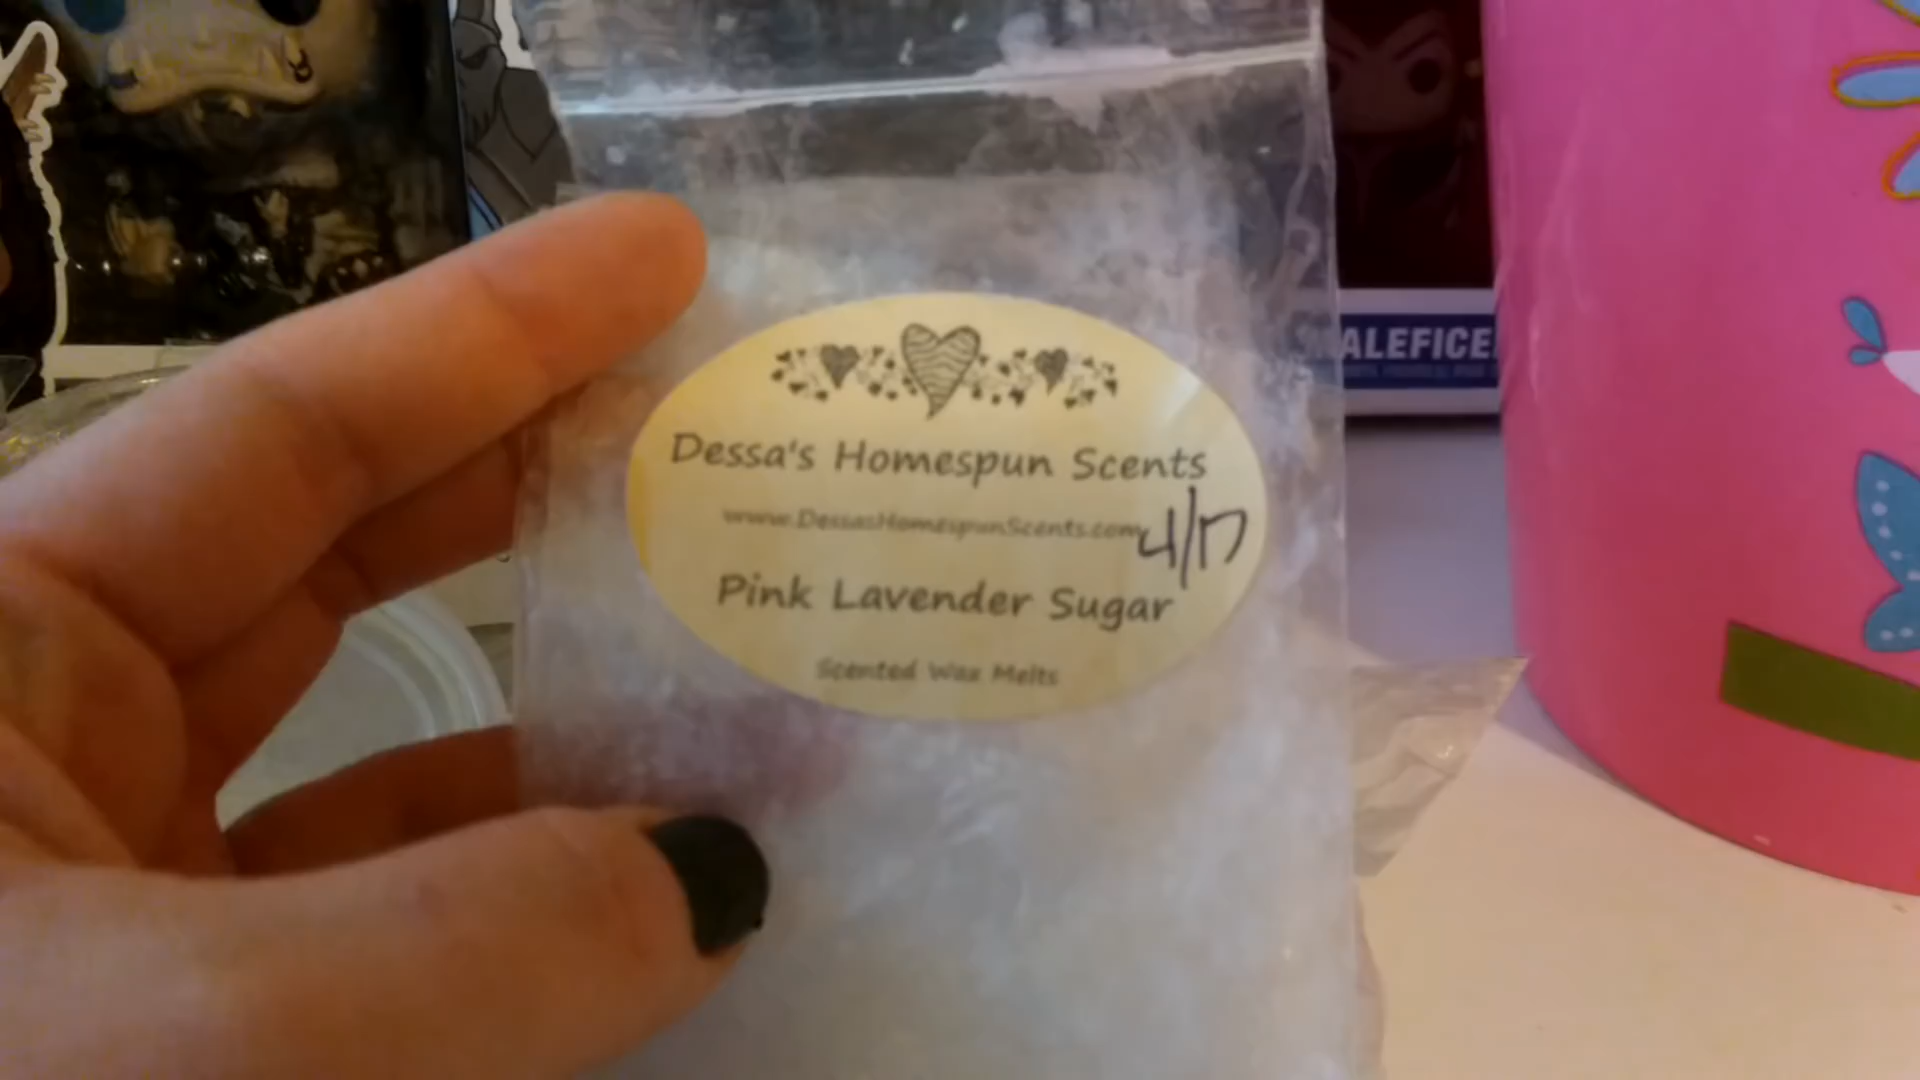 Dessa's Homespun Scents
www.DessasHomespunScents.com
4/17
Pink Lavender Sugar
Scented Wax Melts
ALEFICE